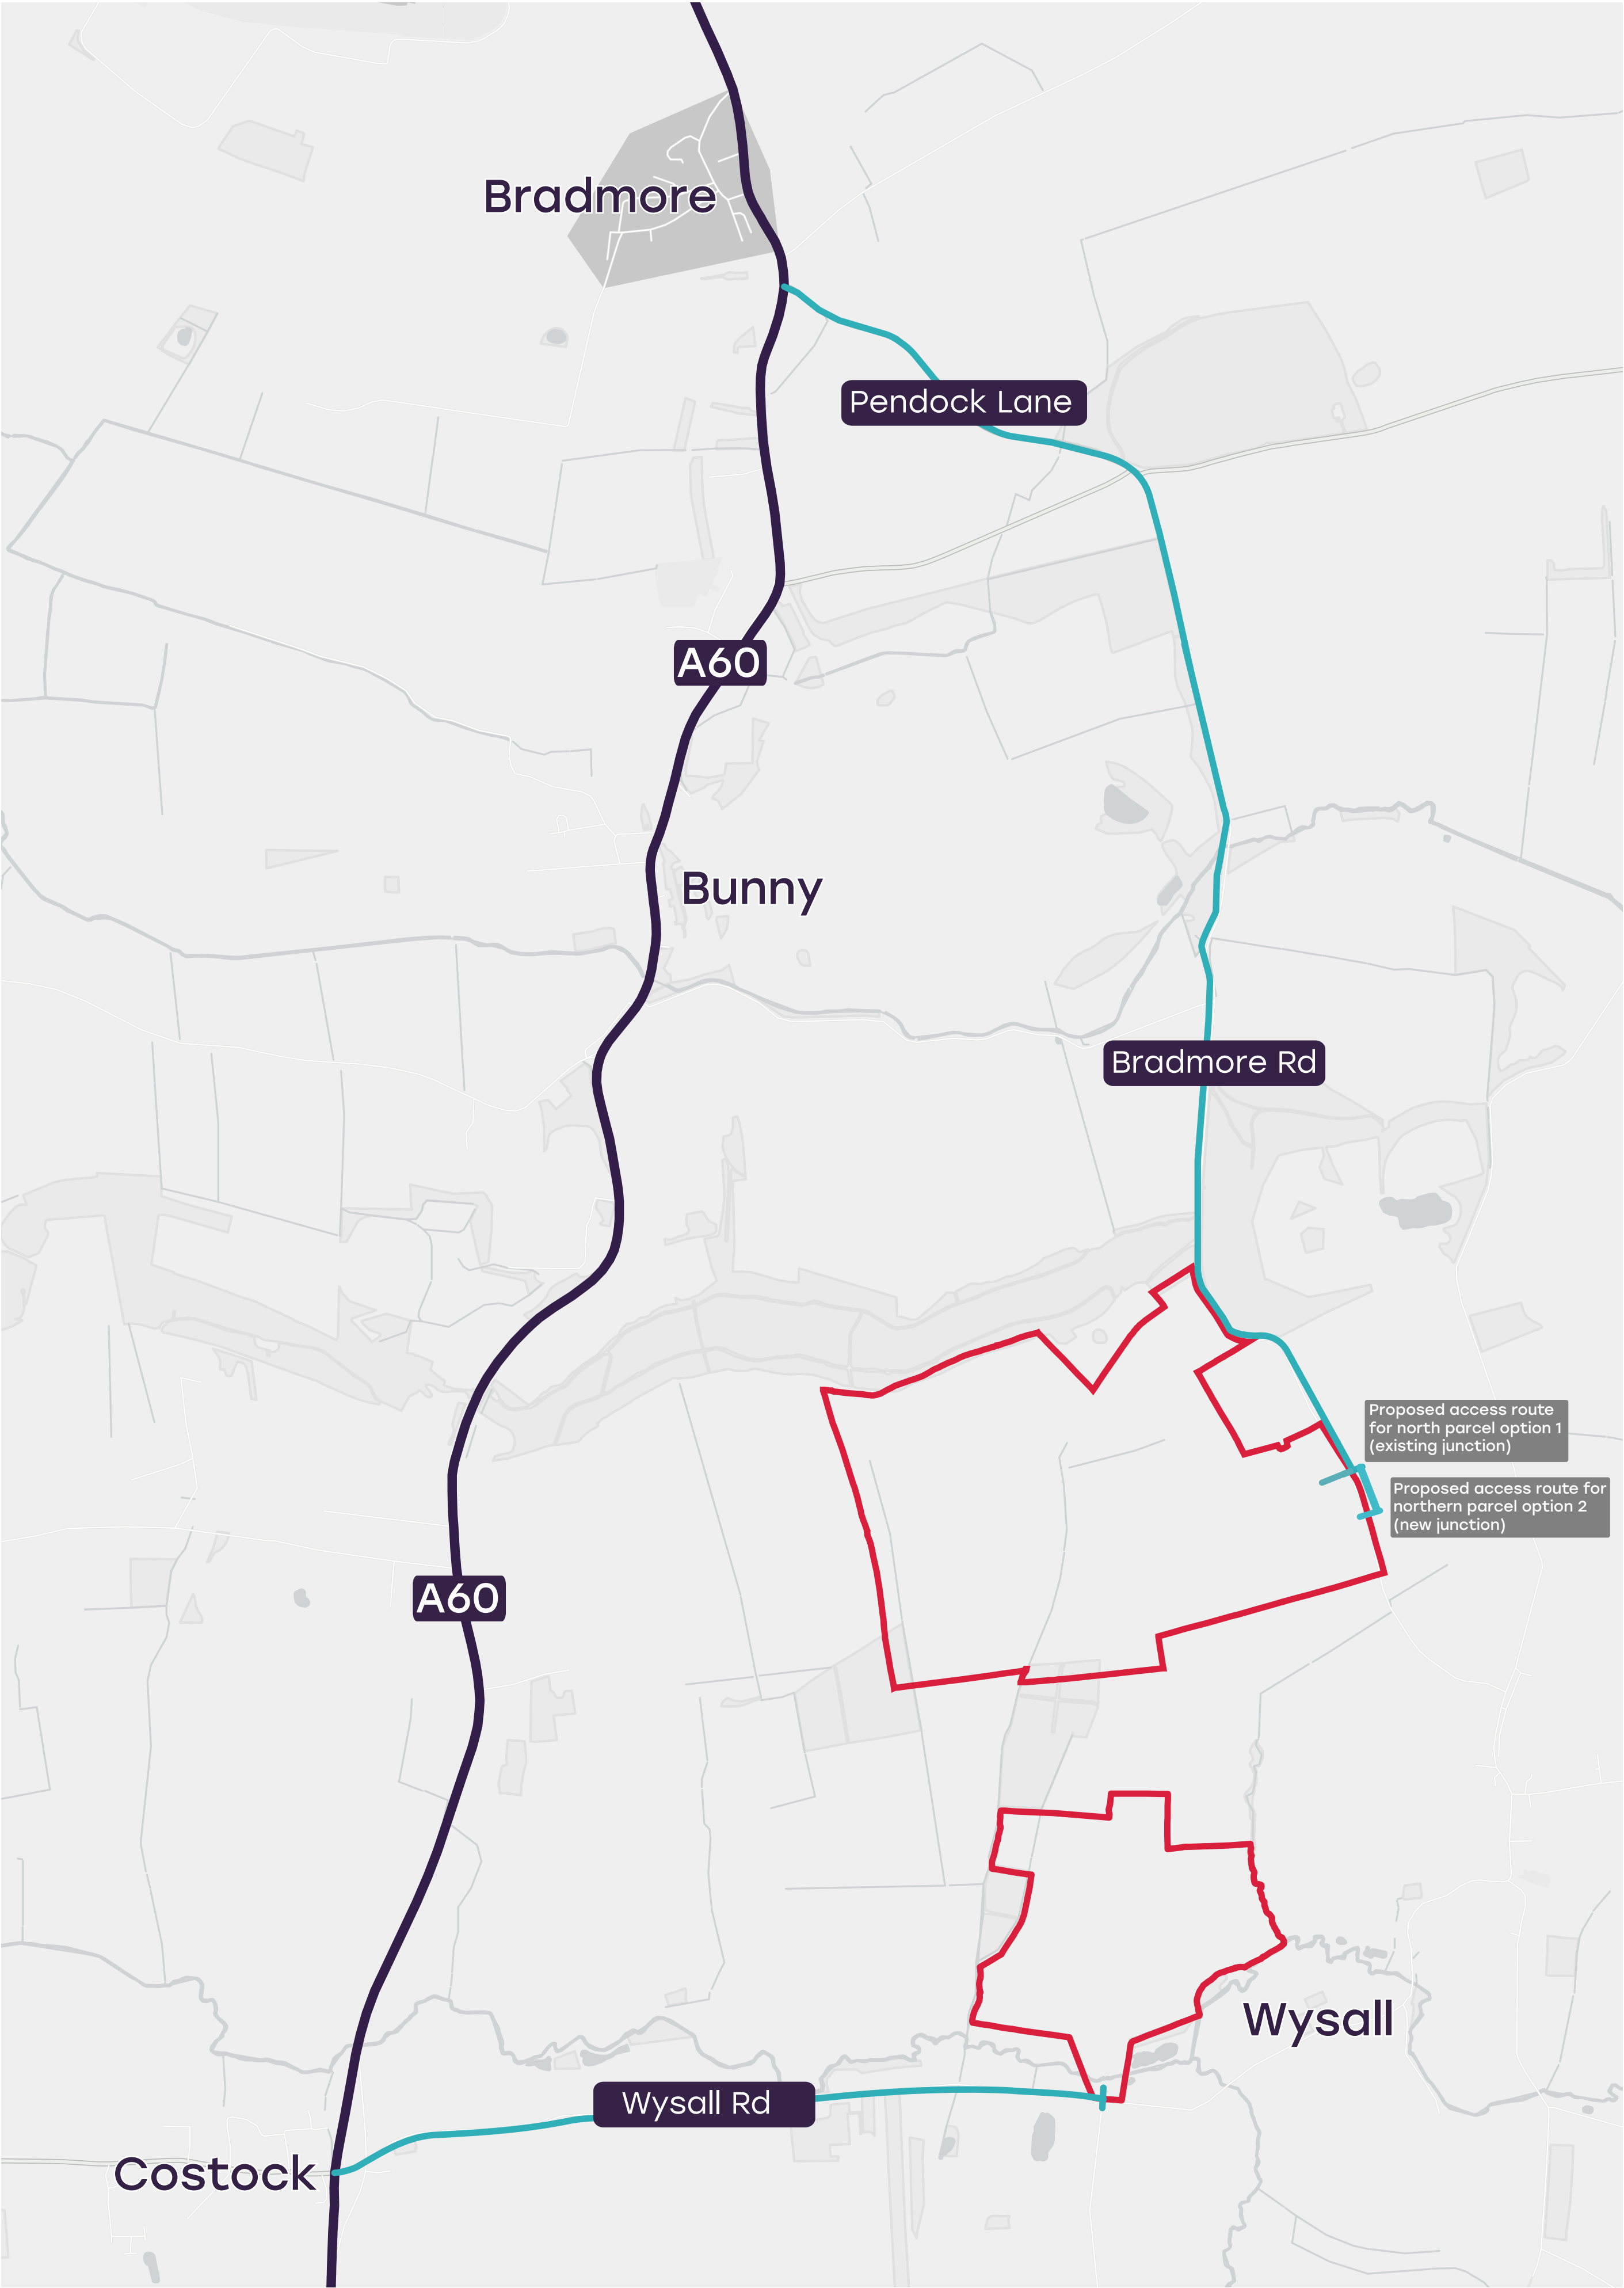 Bradmore
Pendock Lane
A60
Bunny
Bradmore Rd
Proposed access route
for north parcel option 1
(existing junction)
Proposed access route for
northern parcel option 2
(new junction)
A60
Wysall
Wysall Rd
Costock